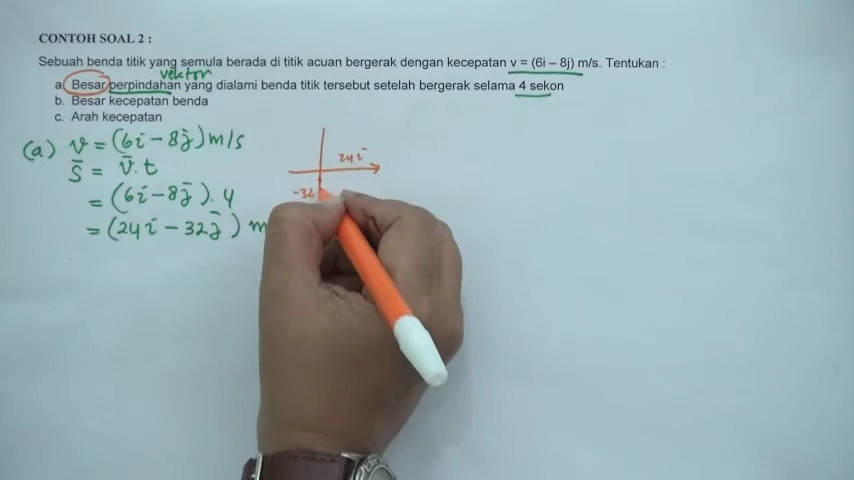 CONTOH SOAL 2 :
Sebuah benda titik yang semula berada di titik acuan bergerak dengan kecepatan v = (6i – 8j) m/s. Tentukan :
vektor
a. Besar perpindahan yang dialami benda titik tersebut setelah bergerak selama 4 sekon
b. Besar kecepatan benda
c. Arah kecepatan
(a) v = (6i - 8j) m/s
S̄ = v̄ . t
= (6i - 8j) . 4
= (24i - 32j) m
24i
-32